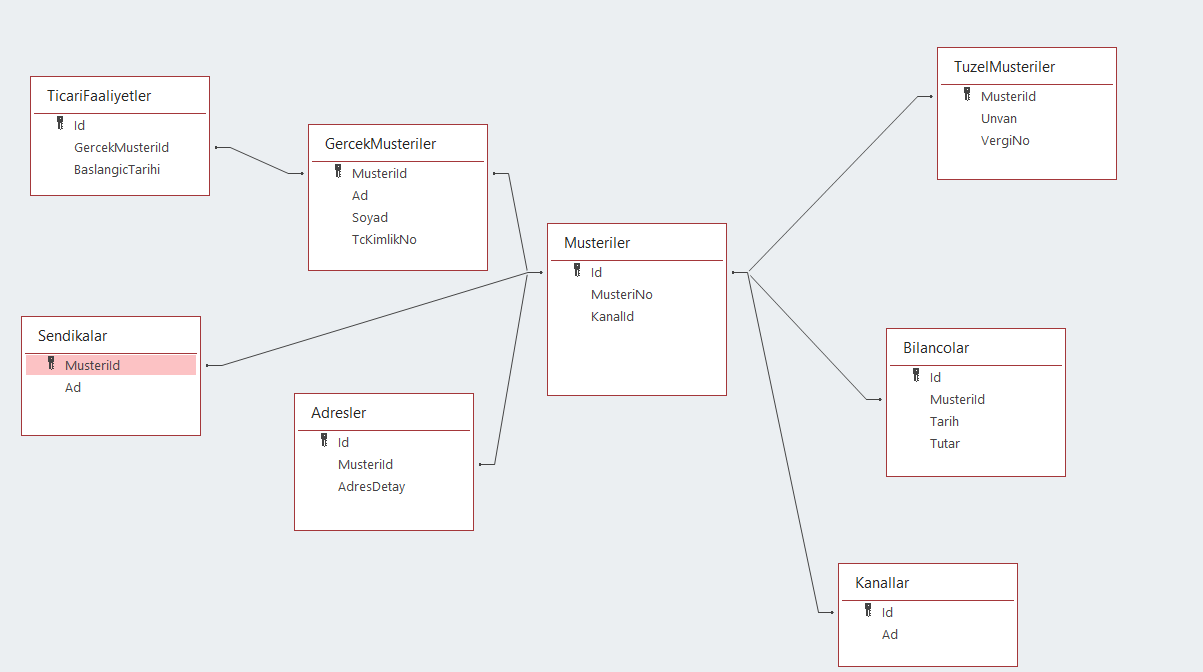 TicariFaaliyetler
Id
GercekMusteriId
BaslangicTarihi
GercekMusteriler
MusteriId
Ad
Soyad
TcKimlikNo
Sendikalar
MusteriId
Ad
Adresler
Id
MusteriId
AdresDetay
Musteriler
Id
MusteriNo
KanalId
TuzelMusteriler
MusteriId
Unvan
VergiNo
Bilancolar
Id
MusteriId
Tarih
Tutar
Kanallar
Id
Ad